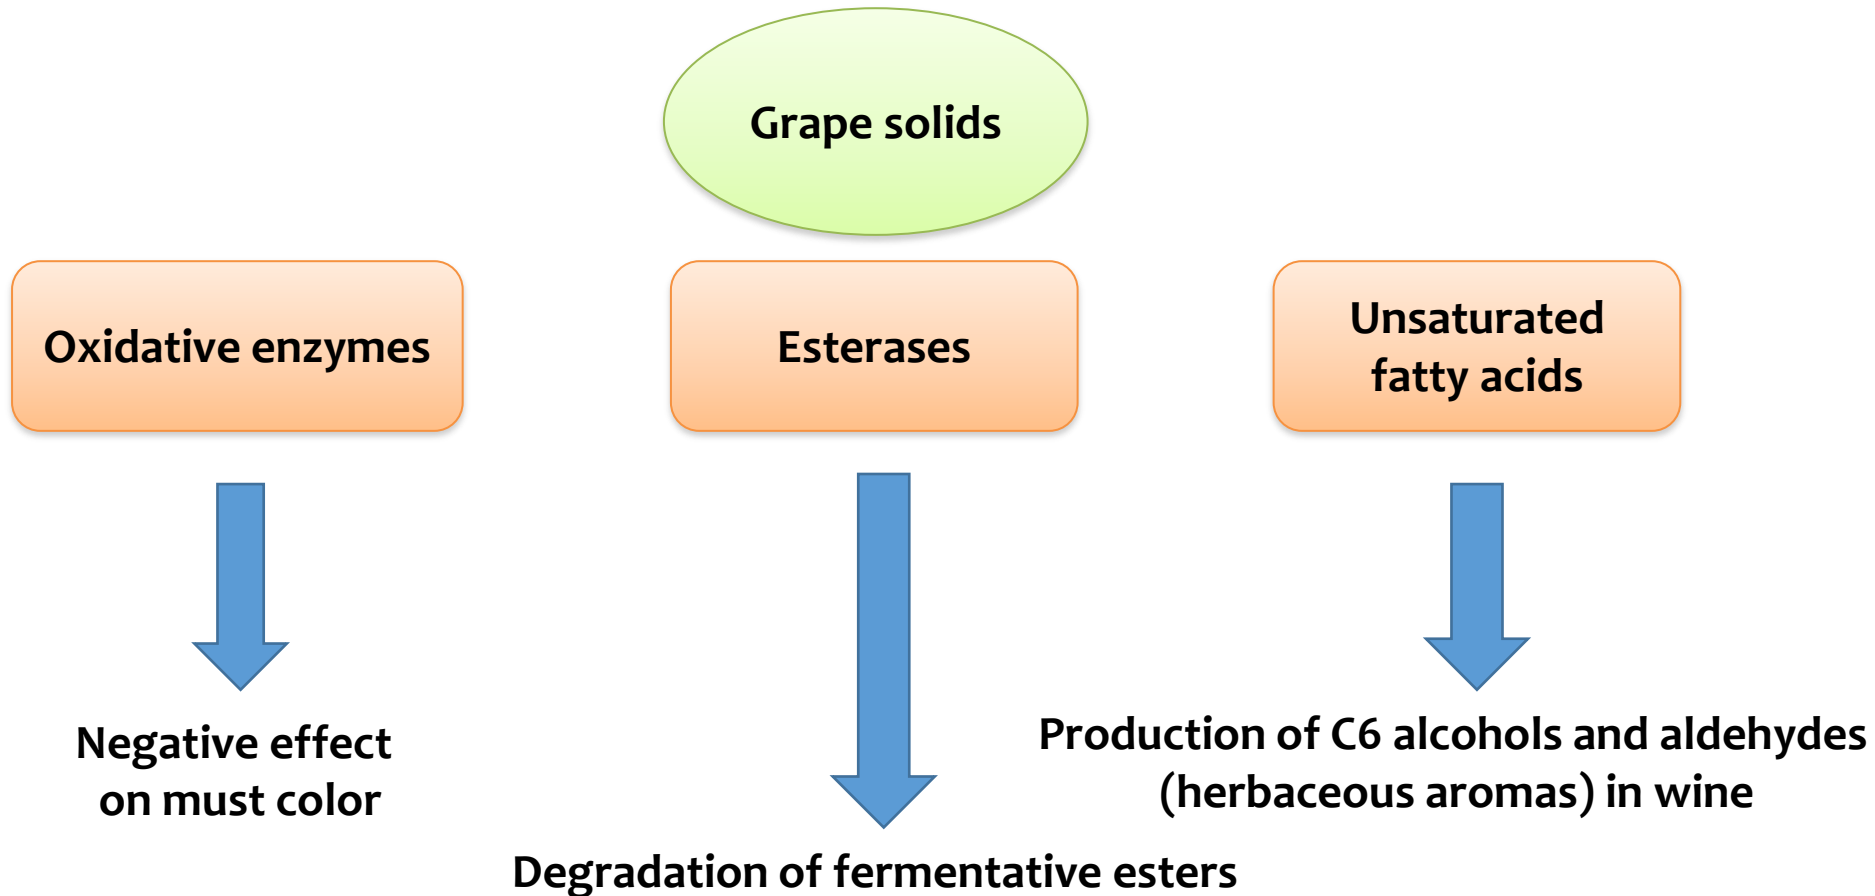 Grape solids
Oxidative enzymes
Esterases
Unsaturated
fatty acids
Negative effect
on must color
Degradation of fermentative esters
Production of C6 alcohols and aldehydes
(herbaceous aromas) in wine